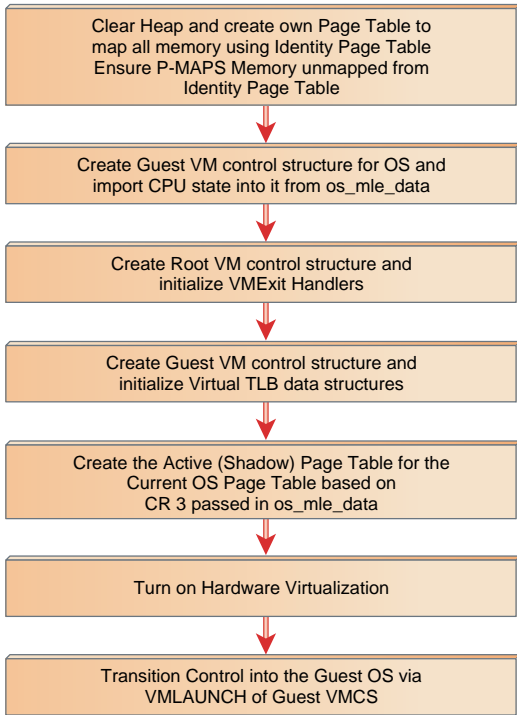 Clear Heap and create own Page Table to
map all memory using Identity Page Table
Ensure P-MAPS Memory unmapped from
Identity Page Table
Create Guest VM control structure for OS and
import CPU state into it from os_mle_data
Create Root VM control structure and
initialize VMExit Handlers
Create Guest VM control structure and
initialize Virtual TLB data structures
Create the Active (Shadow) Page Table for the
Current OS Page Table based on
CR 3 passed in os_mle_data
Turn on Hardware Virtualization
Transition Control into the Guest OS via
VMLAUNCH of Guest VMCS